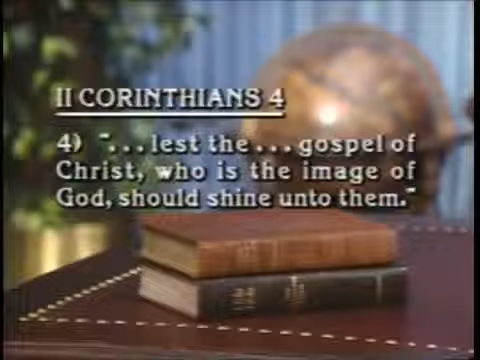 II CORINTHIANS 4
4) "...lest the...gospel of
Christ, who is the image of
God, should shine unto them."